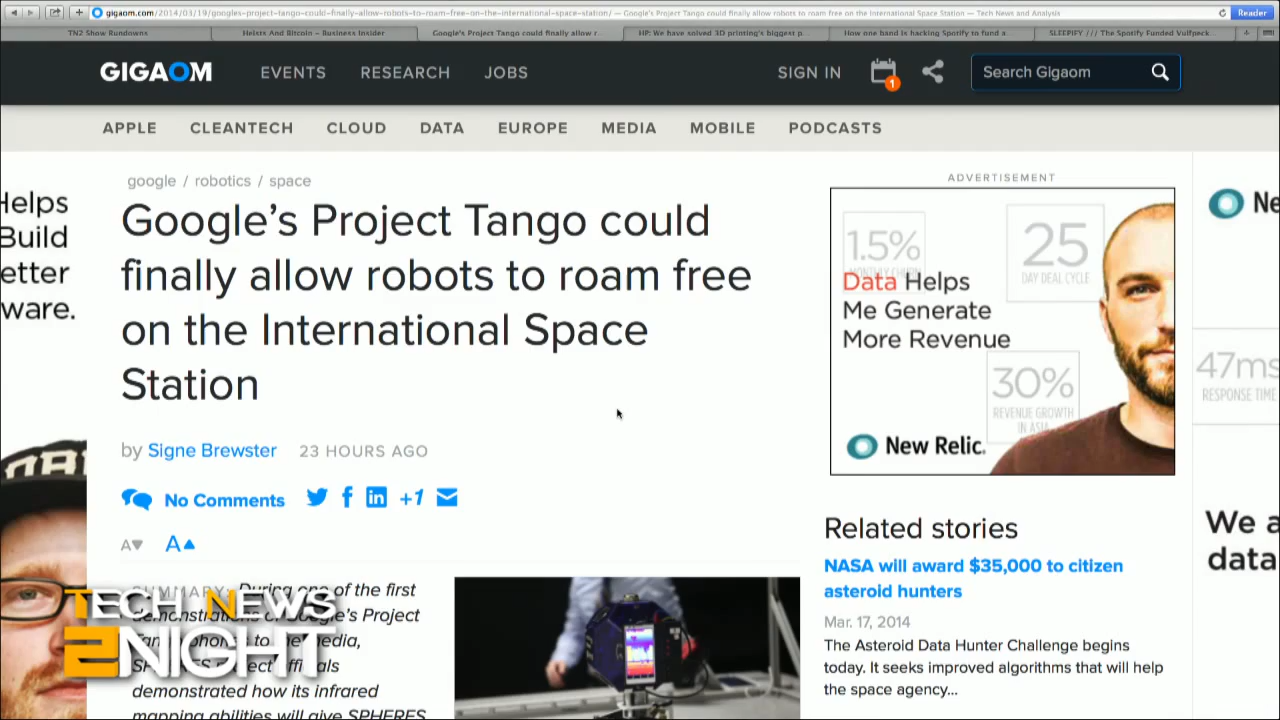 gigaom.com/2014/03/19/googles-project-tango-could-finally-allow-robots-to-roam-free-on-the-international-space-station/ — Google's Project Tango could finally allow robots to roam free on the International Space Station — Tech News and Analysis
Reader
TN2 Show Rundowns
Heists And Bitcoin – Business Insider
Google's Project Tango could finally allow r...
HP: We have solved 3D printing's biggest p...
How one band is hacking Spotify to fund a...
SLEEPIFY /// The Spotify Funded Vulfpeck...
GIGAOM
EVENTS RESEARCH JOBS
SIGN IN
1
Search Gigaom
APPLE CLEANTECH CLOUD DATA EUROPE MEDIA MOBILE PODCASTS
google / robotics / space
Google's Project Tango could
finally allow robots to roam free
on the International Space
Station
by Signe Brewster 23 HOURS AGO
No Comments
+1
A A
SUMMARY: During one of the first
demonstrations of Google's Project
Tango phone to the media,
SPHERES project officials
demonstrated how its infrared
mapping abilities will give SPHERES
TECH NEWS
2NIGHT
Helps
Build
etter
ware.
ADVERTISEMENT
1.5%
MONTHLY CHURN
25
DAY DEAL CYCLE
Data Helps
Me Generate
More Revenue
30%
REVENUE GROWTH
IN ASIA
New Relic.
Related stories
NASA will award $35,000 to citizen
asteroid hunters
Mar. 17, 2014
The Asteroid Data Hunter Challenge begins
today. It seeks improved algorithms that will help
the space agency...
Ne
47ms
RESPONSE TIME
We a
data